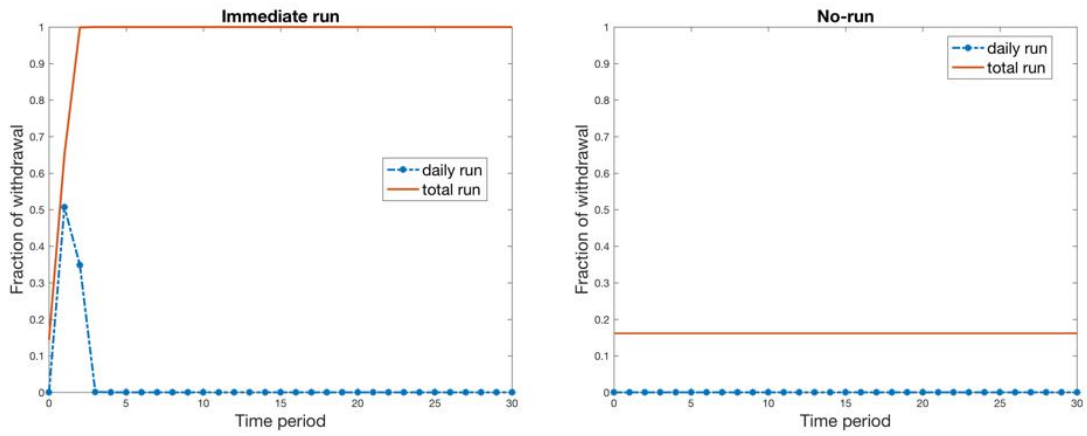 Immediate run
1
0.9
0.8
0.7
0.6
0.5
0.4
0.3
0.2
0.1
0
Fraction of withdrawal
daily run
total run
0 5 10 15 20 25 30
Time period
No-run
1
0.9
0.8
0.7
0.6
0.5
0.4
0.3
0.2
0.1
0
Fraction of withdrawal
daily run
total run
0 5 10 15 20 25 30
Time period